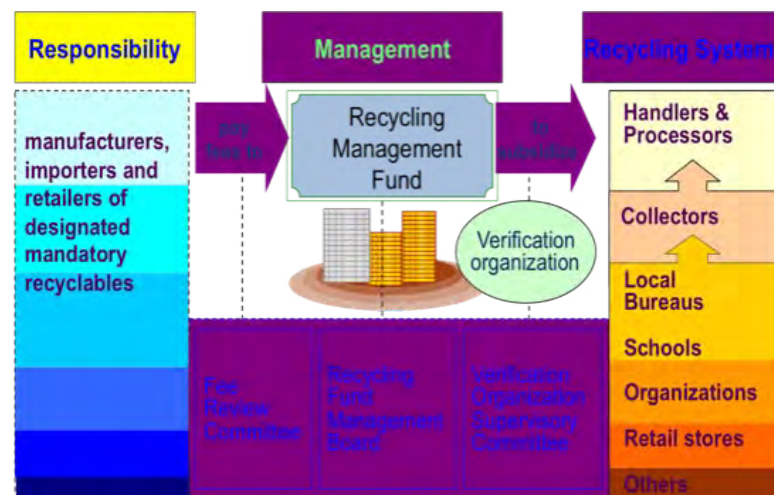 Responsibility
Management
Recycling System
manufacturers,
importers and
retailers of
designated
mandatory
recyclables
pay
fees to
Recycling
Management
Fund
to
subsidize
Verification
organization
Handlers &
Processors
Collectors
Local
Bureaus
Schools
Organizations
Retail stores
Others
Fee
Review
Committee
Recycling
Fund
Management
Board
Verification
Organization
Supervisory
Committee